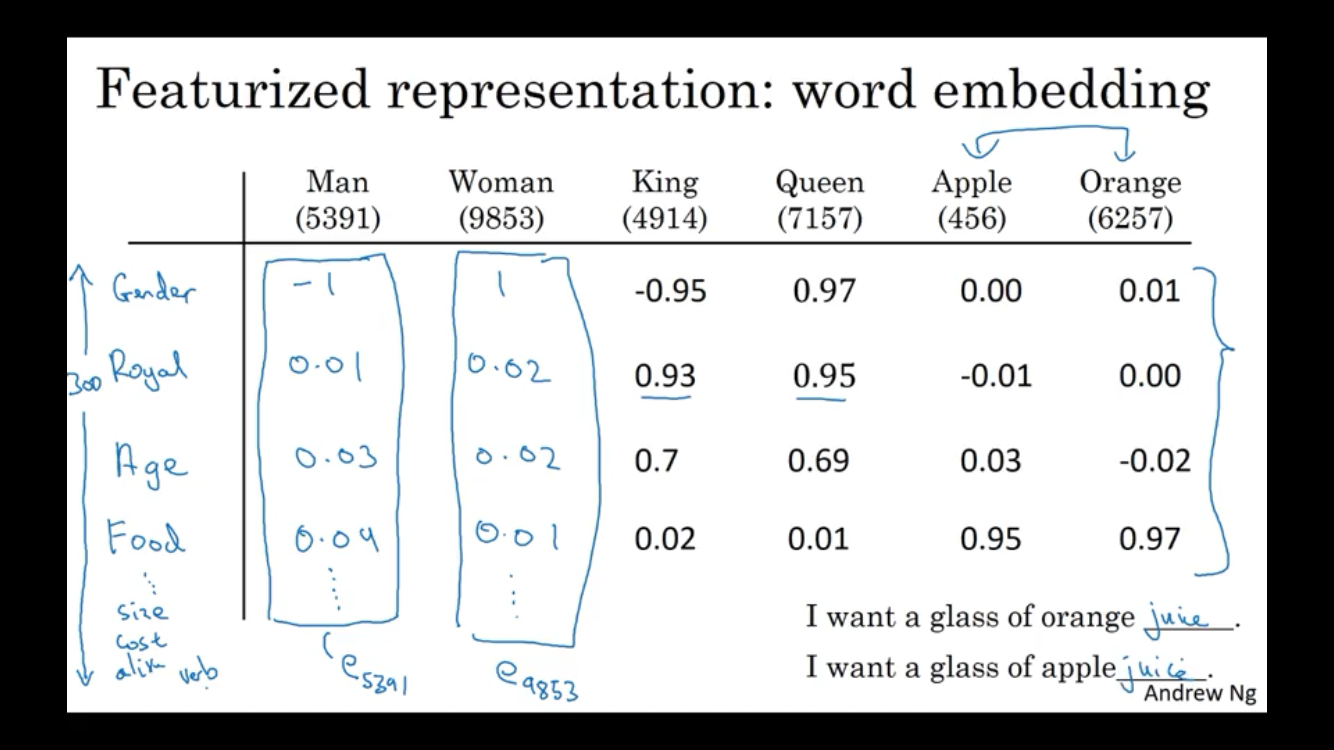 Featurized representation: word embedding
Man Woman King Queen Apple Orange
(5391) (9853) (4914) (7157) (456) (6257)
Gender -1 1 -0.95 0.97 0.00 0.01
300 Royal 0.01 0.02 0.93 0.95 -0.01 0.00
Age 0.03 0.02 0.7 0.69 0.03 -0.02
Food 0.09 0.01 0.02 0.01 0.95 0.97
size
cost
alive verb
e5391 e9853
I want a glass of orange juice.
I want a glass of apple juice.
Andrew Ng